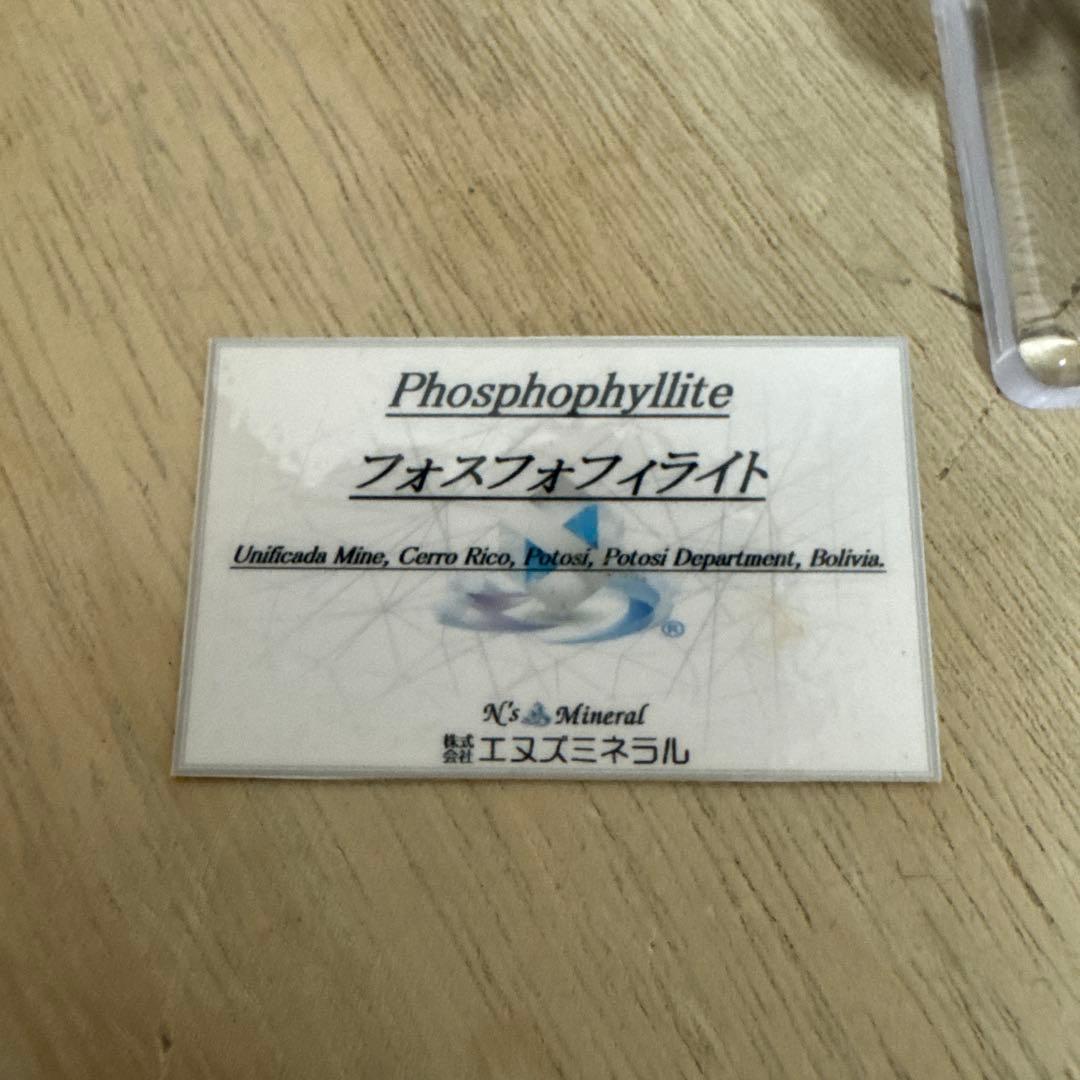 Phosphophyllite
フォスフォフィライト
Unificada Mine, Cerro Rico, Potosí, Potosi Department, Bolivia.
®
N's Mineral
株式会社エヌズミネラル